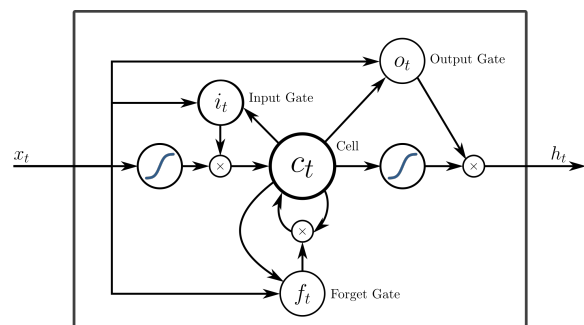 o_t Output Gate
i_t Input Gate
x_t
×
c_t Cell
×
h_t
×
f_t Forget Gate